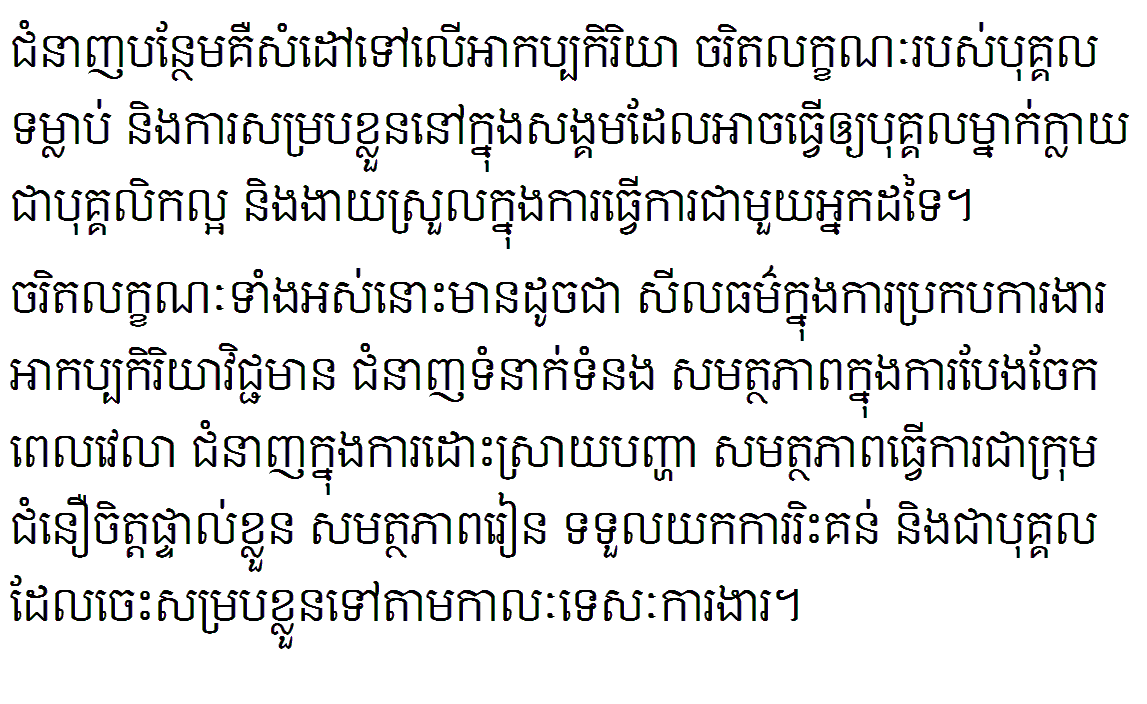 ជំនាញបន្ថែមគឺសំដៅទៅលើអាកប្បកិរិយា ចរិតលក្ខណៈរបស់បុគ្គល
ទម្លាប់ និងការសម្របខ្លួននៅក្នុងសង្គមដែលអាចធ្វើឲ្យបុគ្គលម្នាក់ក្លាយ
ជាបុគ្គលិកល្អ និងងាយស្រួលក្នុងការធ្វើការជាមួយអ្នកដទៃ។
ចរិតលក្ខណៈទាំងអស់នោះមានដូចជា សីលធម៌ក្នុងការប្រកបការងារ
អាកប្បកិរិយាវិជ្ជមាន ជំនាញទំនាក់ទំនង សមត្ថភាពក្នុងការបែងចែក
ពេលវេលា ជំនាញក្នុងការដោះស្រាយបញ្ហា សមត្ថភាពធ្វើការជាក្រុម
ជំនឿចិត្តផ្ទាល់ខ្លួន សមត្ថភាពរៀន ទទួលយកការរិះគន់ និងជាបុគ្គល
ដែលចេះសម្របខ្លួនទៅតាមកាលៈទេសៈការងារ។